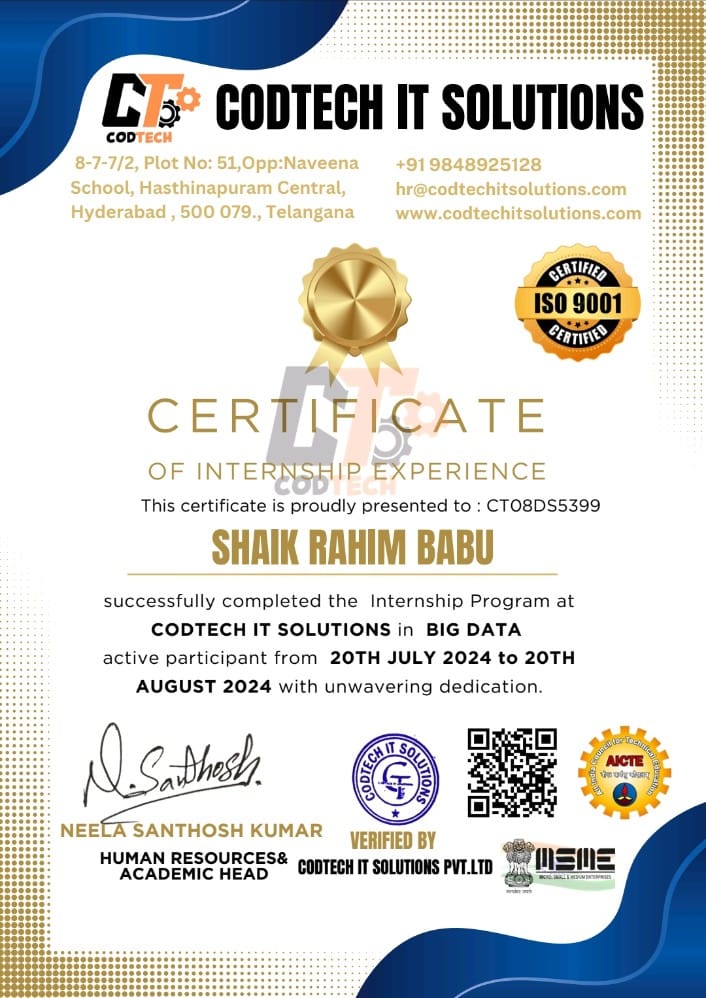 CT
CODTECH
CODTECH IT SOLUTIONS
8-7-7/2, Plot No: 51,Opp:Naveena
School, Hasthinapuram Central,
Hyderabad , 500 079., Telangana
+91 9848925128
hr@codtechitsolutions.com
www.codtechitsolutions.com
CERTIFIED
ISO 9001
CERTIFIED
CT
CODTECH
CERTIFICATE
OF INTERNSHIP EXPERIENCE
This certificate is proudly presented to : CT08DS5399
SHAIK RAHIM BABU
successfully completed the Internship Program at
CODTECH IT SOLUTIONS in BIG DATA
active participant from 20TH JULY 2024 to 20TH
AUGUST 2024 with unwavering dedication.
N. Santhosh.
NEELA SANTHOSH KUMAR
HUMAN RESOURCES&
ACADEMIC HEAD
CODTECH IT SOLUTIONS
VERIFIED BY
CODTECH IT SOLUTIONS PVT.LTD
All India Council for Technical Education
AICTE
MSME
MICRO, SMALL & MEDIUM ENTERPRISES